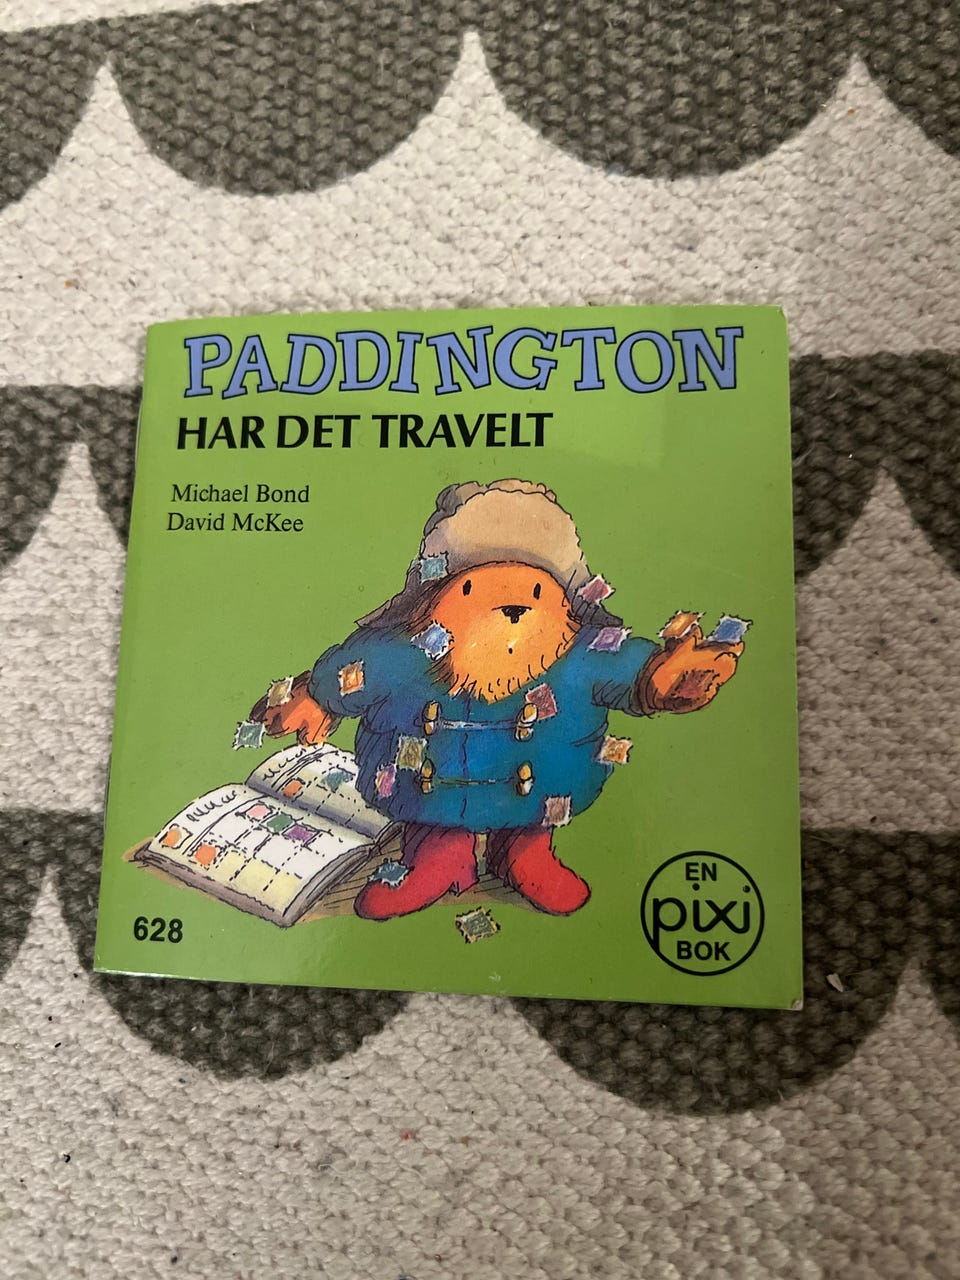 PADDINGTON
HAR DET TRAVELT
Michael Bond
David McKee
628
EN
pixi
BOK